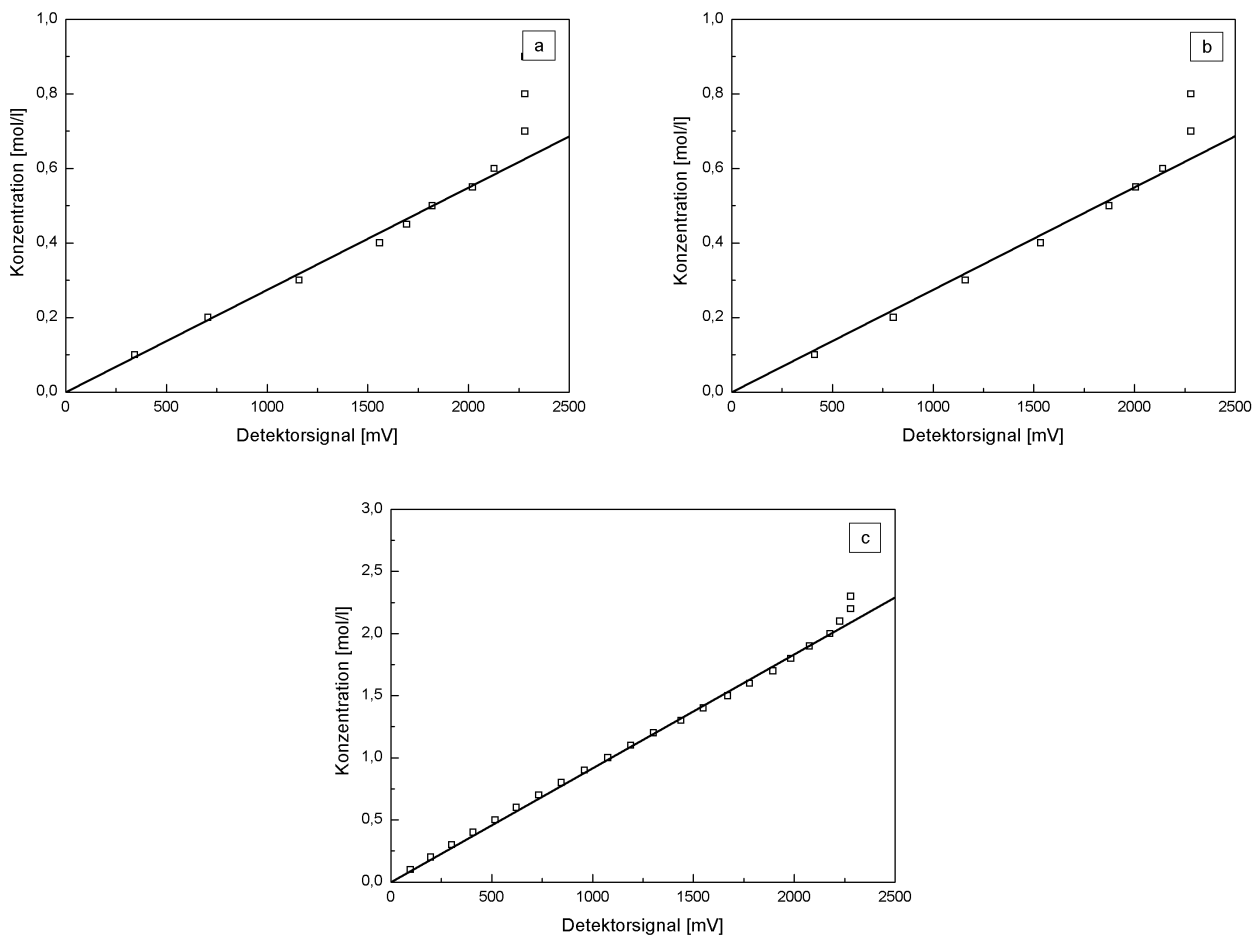 a
1,0
0,8
0,6
0,4
0,2
0,0
Konzentration [mol/l]
0 500 1000 1500 2000 2500
Detektorsignal [mV]
b
1,0
0,8
0,6
0,4
0,2
0,0
Konzentration [mol/l]
0 500 1000 1500 2000 2500
Detektorsignal [mV]
c
3,0
2,5
2,0
1,5
1,0
0,5
0,0
Konzentration [mol/l]
0 500 1000 1500 2000 2500
Detektorsignal [mV]